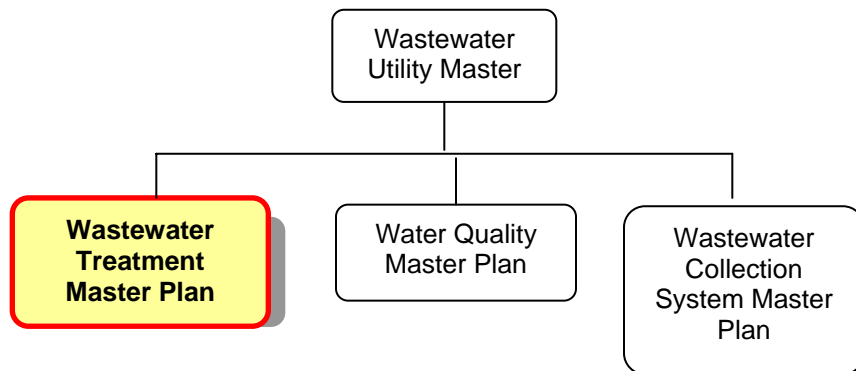 Wastewater
Utility Master
Wastewater
Treatment
Master Plan
Water Quality
Master Plan
Wastewater
Collection
System Master
Plan